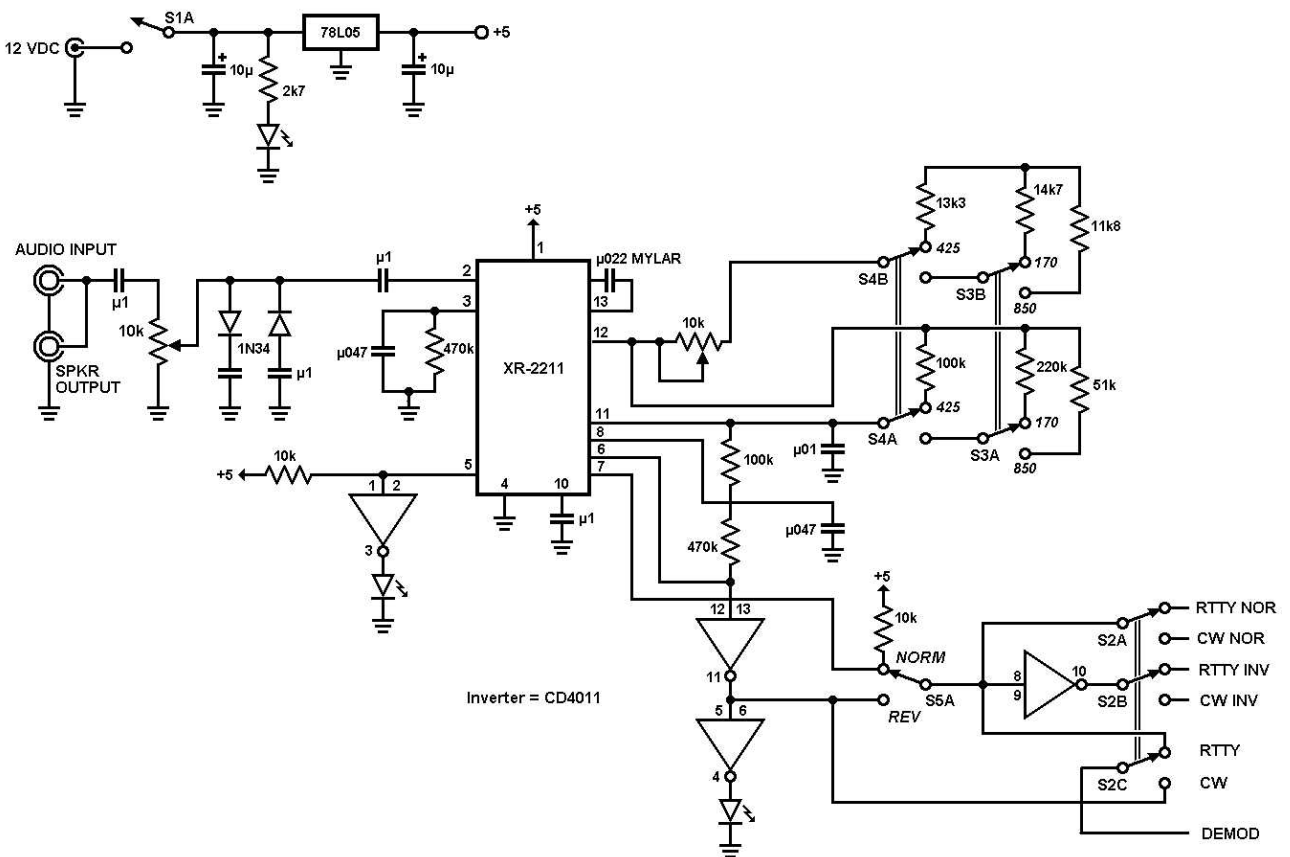 S1A
12 VDC
78L05
+5
10µ
10µ
2k7
+5
AUDIO INPUT
SPKR
OUTPUT
µ1
10k
1N34
µ1
µ1
µ047
470k
XR-2211
1
2
3
5
4
10
13
12
11
8
6
7
µ022 MYLAR
10k
µ1
+5
10k
1
2
3
13k3
14k7
11k8
425
170
850
S4B
S3B
100k
220k
51k
425
170
850
S4A
S3A
µ01
100k
470k
µ047
12
13
11
5
6
4
Inverter = CD4011
+5
10k
NORM
REV
S5A
8
9
10
S2A
S2B
S2C
RTTY NOR
CW NOR
RTTY INV
CW INV
RTTY
CW
DEMOD